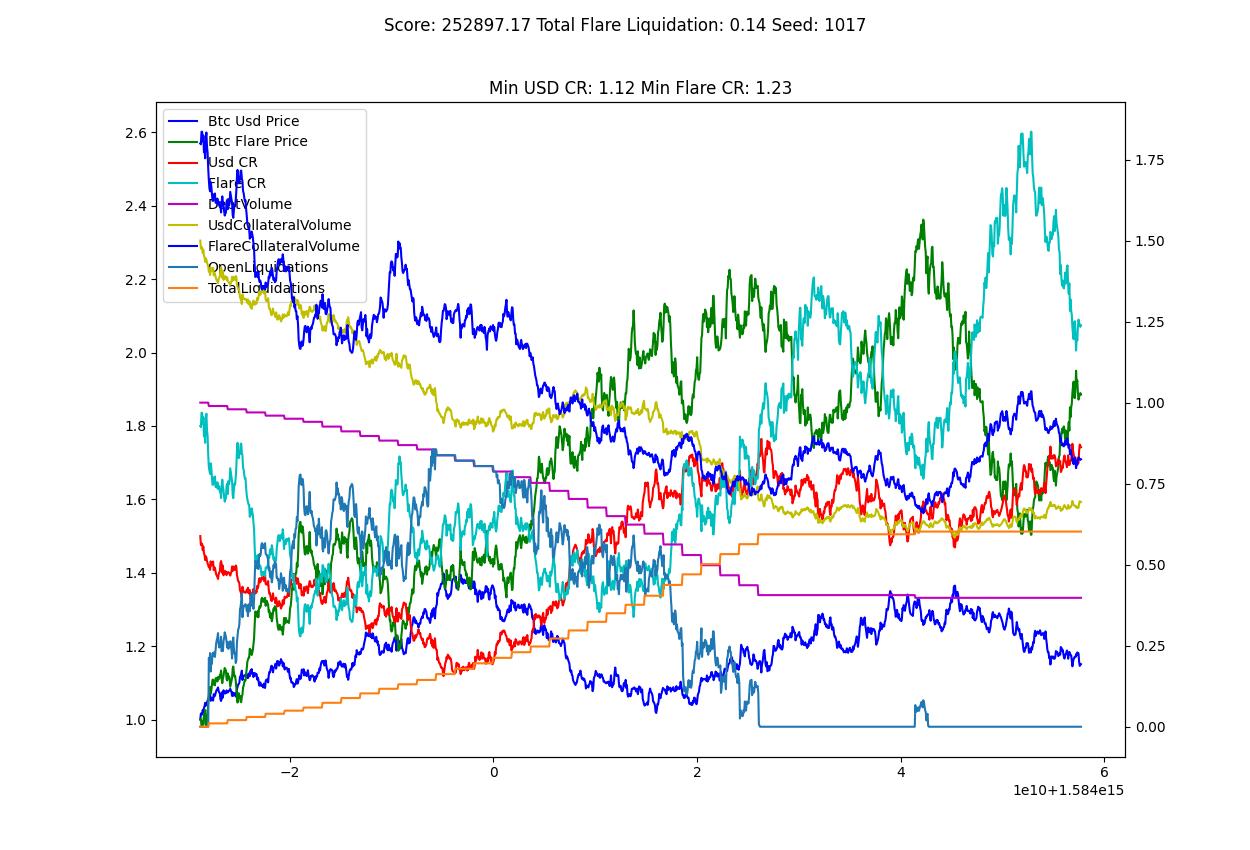 Score: 252897.17 Total Flare Liquidation: 0.14 Seed: 1017
Min USD CR: 1.12 Min Flare CR: 1.23
Btc Usd Price
Btc Flare Price
Usd CR
Flare CR
DebtVolume
UsdCollateralVolume
FlareCollateralVolume
OpenLiquidations
TotalLiquidations
2.6
2.4
2.2
2.0
1.8
1.6
1.4
1.2
1.0
1.75
1.50
1.25
1.00
0.75
0.50
0.25
0.00
−2
0
2
4
6
1e10+1.584e15